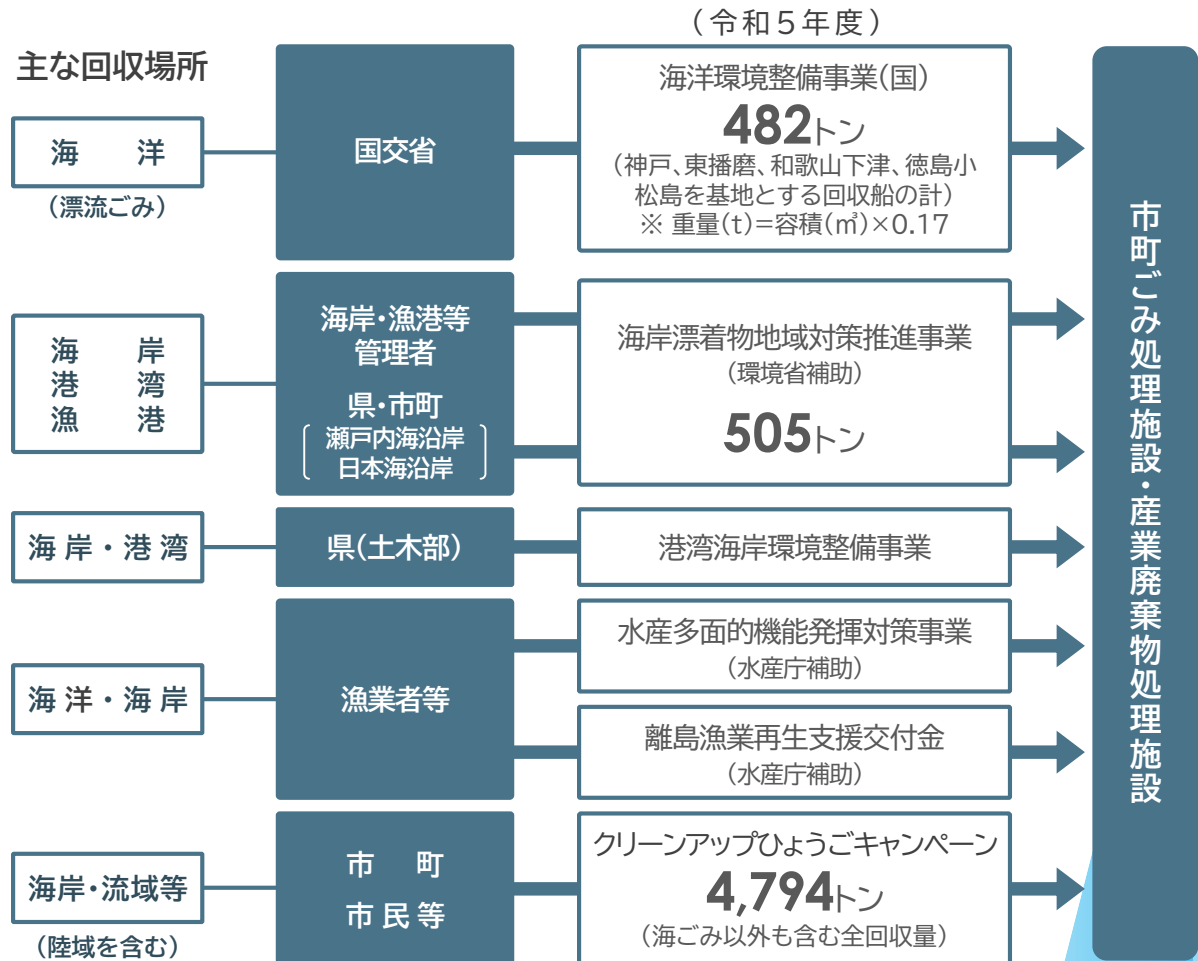 (令和5年度)
主な回収場所
海 洋
(漂流ごみ)
国交省
海洋環境整備事業(国)
482トン
(神戸、東播磨、和歌山下津、徳島小
松島を基地とする回収船の計)
※ 重量(t)=容積(㎥)×0.17
海 岸
港 湾
漁 港
海岸・漁港等
管理者
県・市町
瀬戸内海沿岸
日本海沿岸
海岸漂着物地域対策推進事業
(環境省補助)
505トン
海岸・港湾
県(土木部)
港湾海岸環境整備事業
海洋・海岸
漁業者等
水産多面的機能発揮対策事業
(水産庁補助)
離島漁業再生支援交付金
(水産庁補助)
海岸・流域等
(陸域を含む)
市 町
市民等
クリーンアップひょうごキャンペーン
4,794トン
(海ごみ以外も含む全回収量)
市町ごみ処理施設・産業廃棄物処理施設